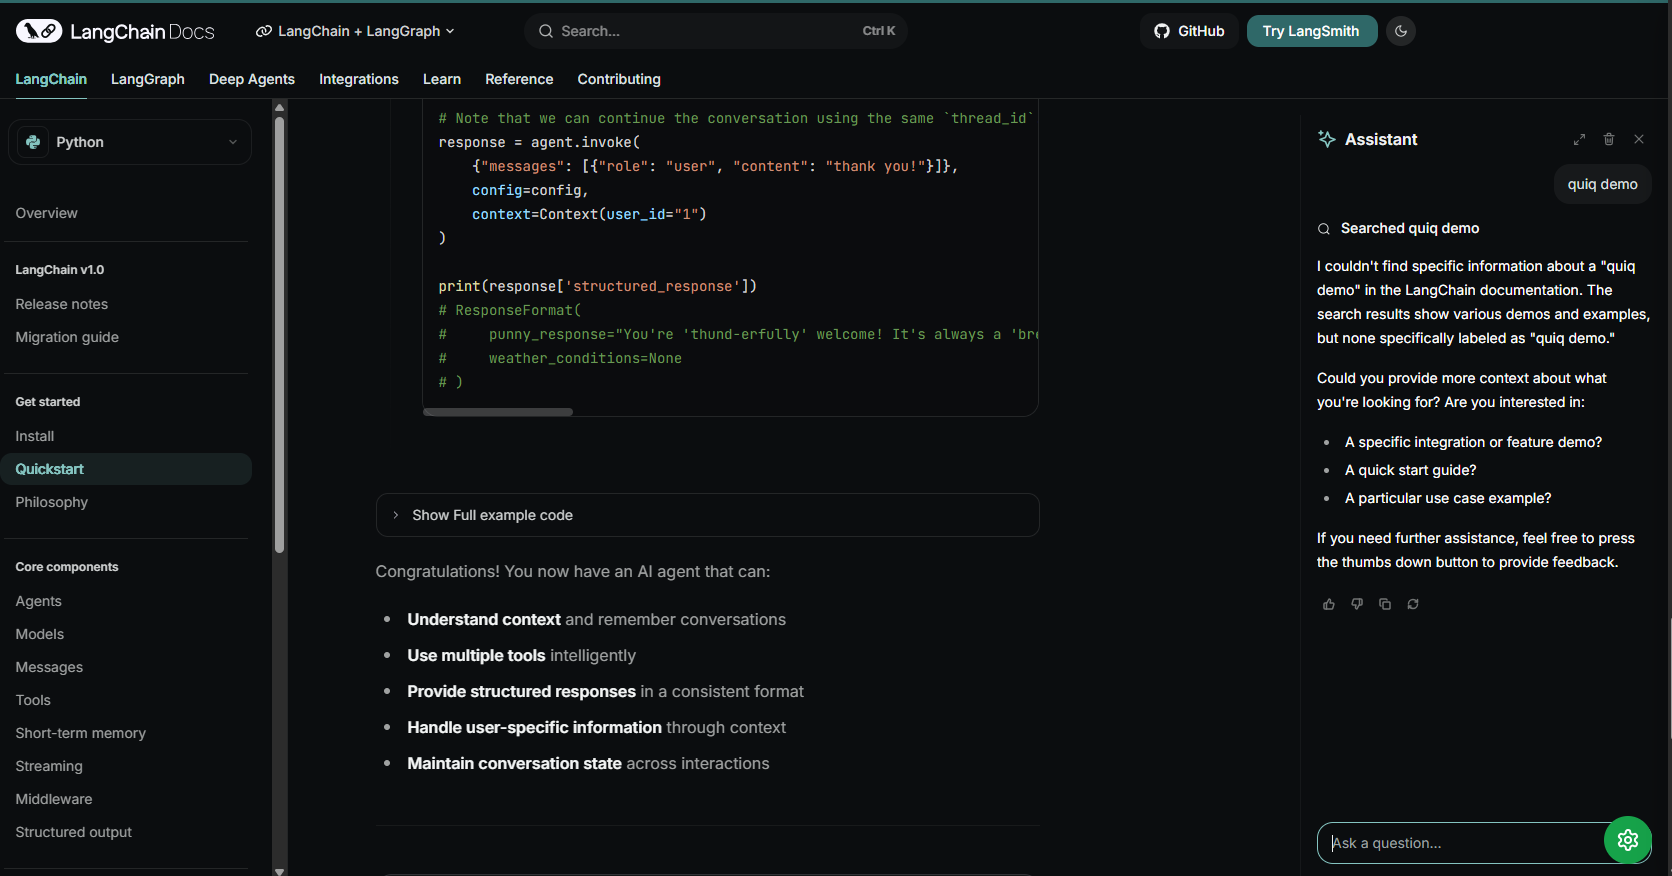 LangChain Docs
LangChain + LangGraph
Search...
Ctrl K
GitHub
Try LangSmith
LangChain
LangGraph
Deep Agents
Integrations
Learn
Reference
Contributing
Python
Overview
LangChain v1.0
Release notes
Migration guide
Get started
Install
Quickstart
Philosophy
Core components
Agents
Models
Messages
Tools
Short-term memory
Streaming
Middleware
Structured output
# Note that we can continue the conversation using the same `thread_id`
response = agent.invoke(
    {"messages": [{"role": "user", "content": "thank you!"}]},
    config=config,
    context=Context(user_id="1")
)
print(response['structured_response'])
# ResponseFormat(
#     punny_response="You're 'thund-erfully' welcome! It's always a 'bre
#     weather_conditions=None
# )
Show Full example code
Congratulations! You now have an AI agent that can:
• Understand context and remember conversations
• Use multiple tools intelligently
• Provide structured responses in a consistent format
• Handle user-specific information through context
• Maintain conversation state across interactions
Assistant
quiq demo
Searched quiq demo
I couldn't find specific information about a "quiq
demo" in the LangChain documentation. The
search results show various demos and examples,
but none specifically labeled as "quiq demo."
Could you provide more context about what
you're looking for? Are you interested in:
• A specific integration or feature demo?
• A quick start guide?
• A particular use case example?
If you need further assistance, feel free to press
the thumbs down button to provide feedback.
Ask a question...